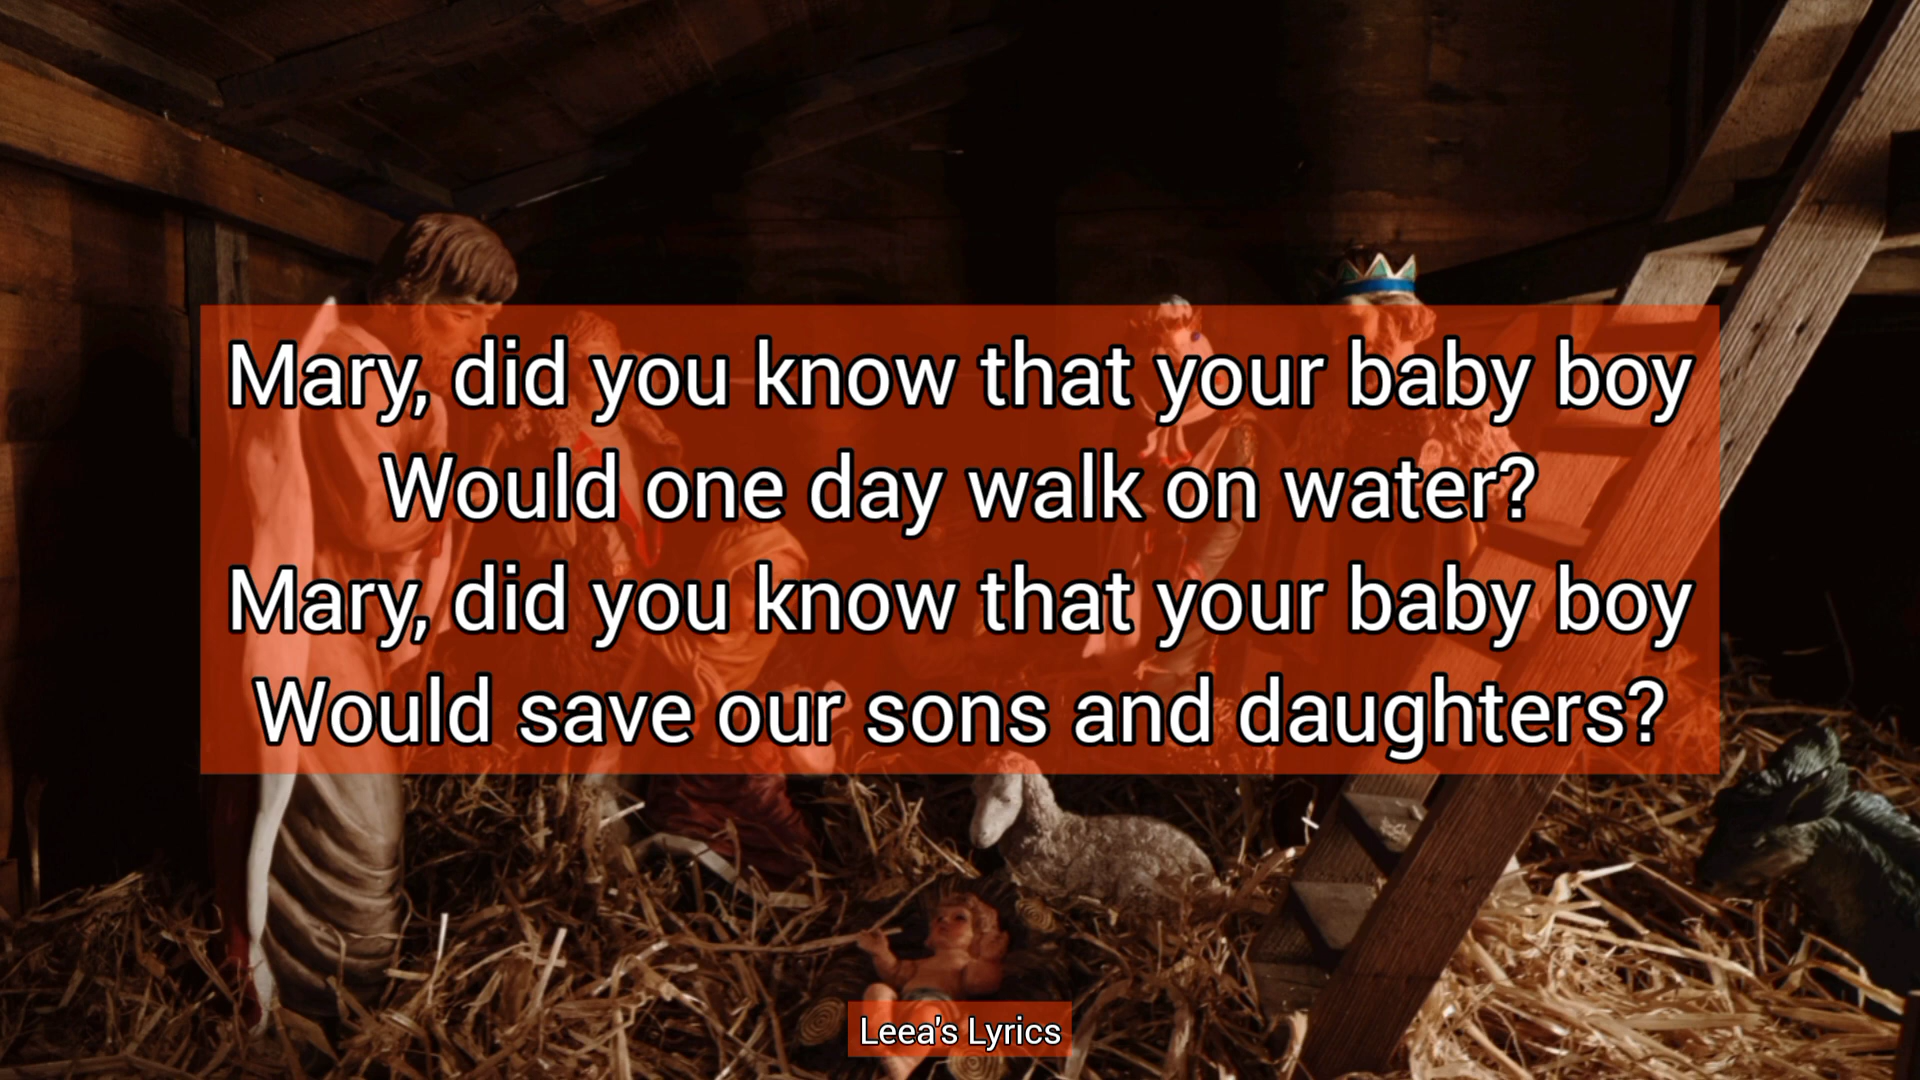 Mary, did you know that your baby boy
Would one day walk on water?
Mary, did you know that your baby boy
Would save our sons and daughters?
Leea's Lyrics